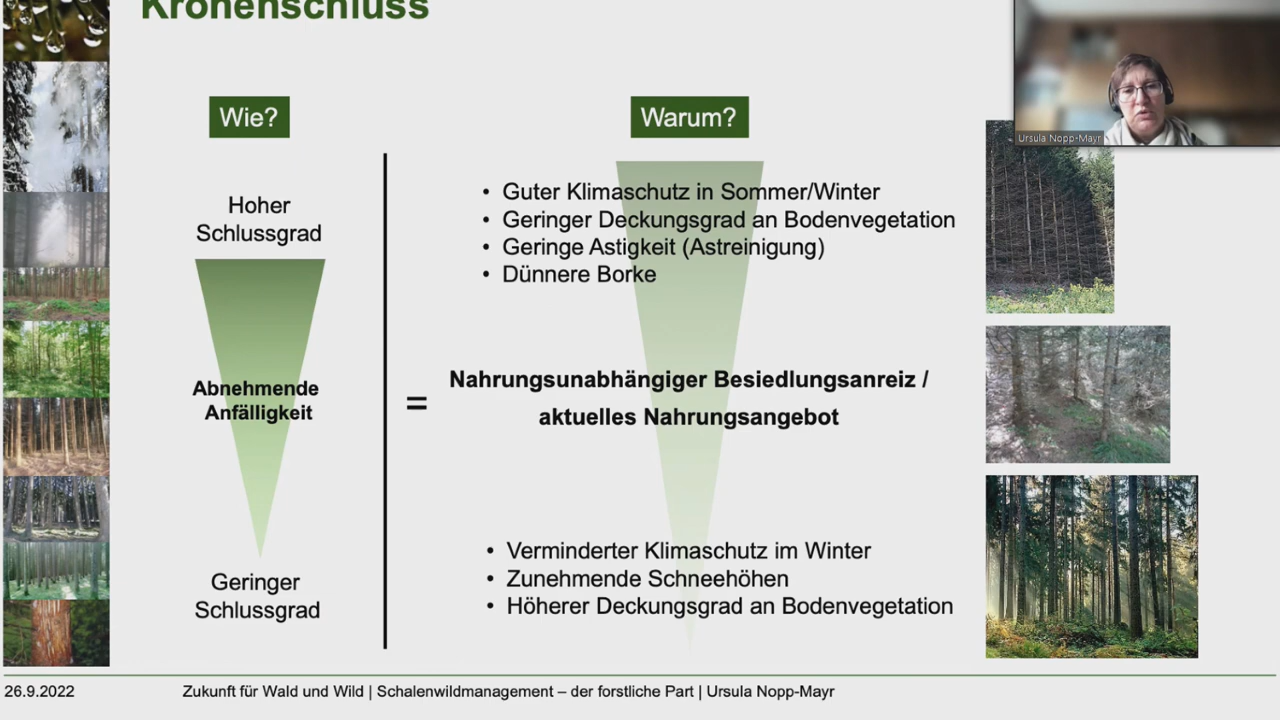 Kronenschluss
Ursula Nopp-Mayr
Wie?
Warum?
Hoher
Schlussgrad
• Guter Klimaschutz in Sommer/Winter
• Geringer Deckungsgrad an Bodenvegetation
• Geringe Astigkeit (Astreinigung)
• Dünnere Borke
Abnehmende
Anfälligkeit
=
Nahrungsunabhängiger Besiedlungsanreiz /
aktuelles Nahrungsangebot
Geringer
Schlussgrad
• Verminderter Klimaschutz im Winter
• Zunehmende Schneehöhen
• Höherer Deckungsgrad an Bodenvegetation
26.9.2022 Zukunft für Wald und Wild | Schalenwildmanagement – der forstliche Part | Ursula Nopp-Mayr